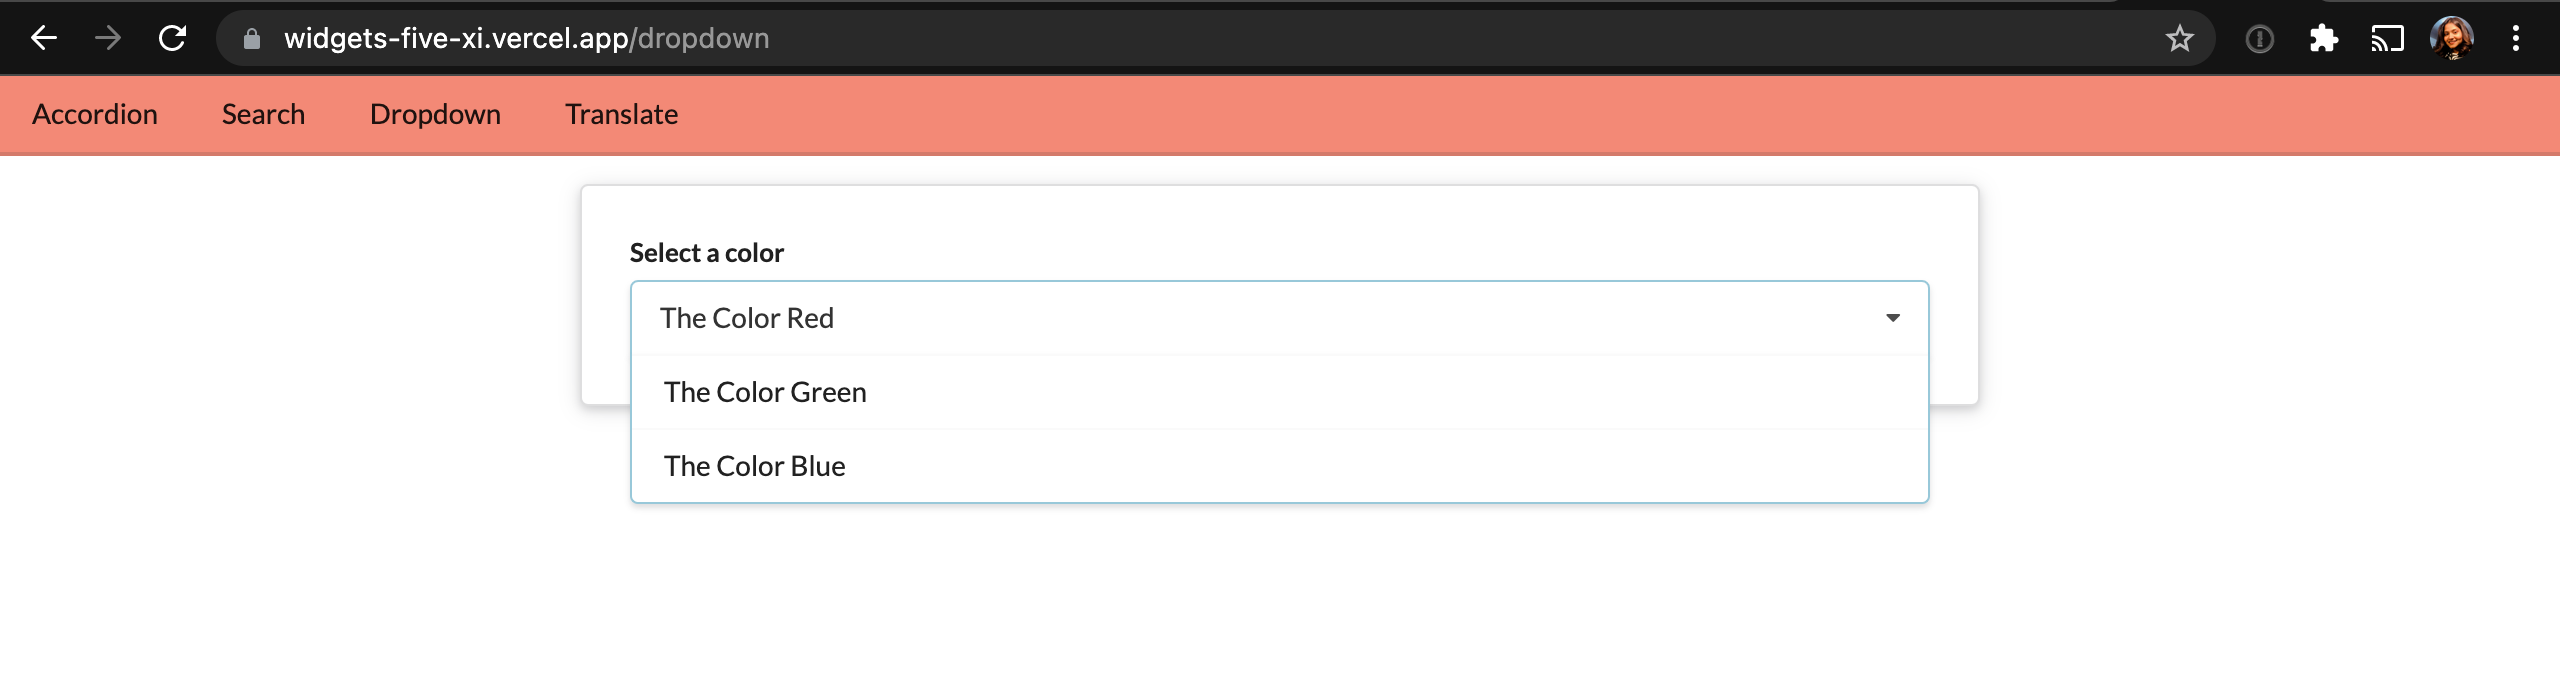 widgets-five-xi.vercel.app/dropdown
Accordion Search Dropdown Translate
Select a color
The Color Red
The Color Green
The Color Blue